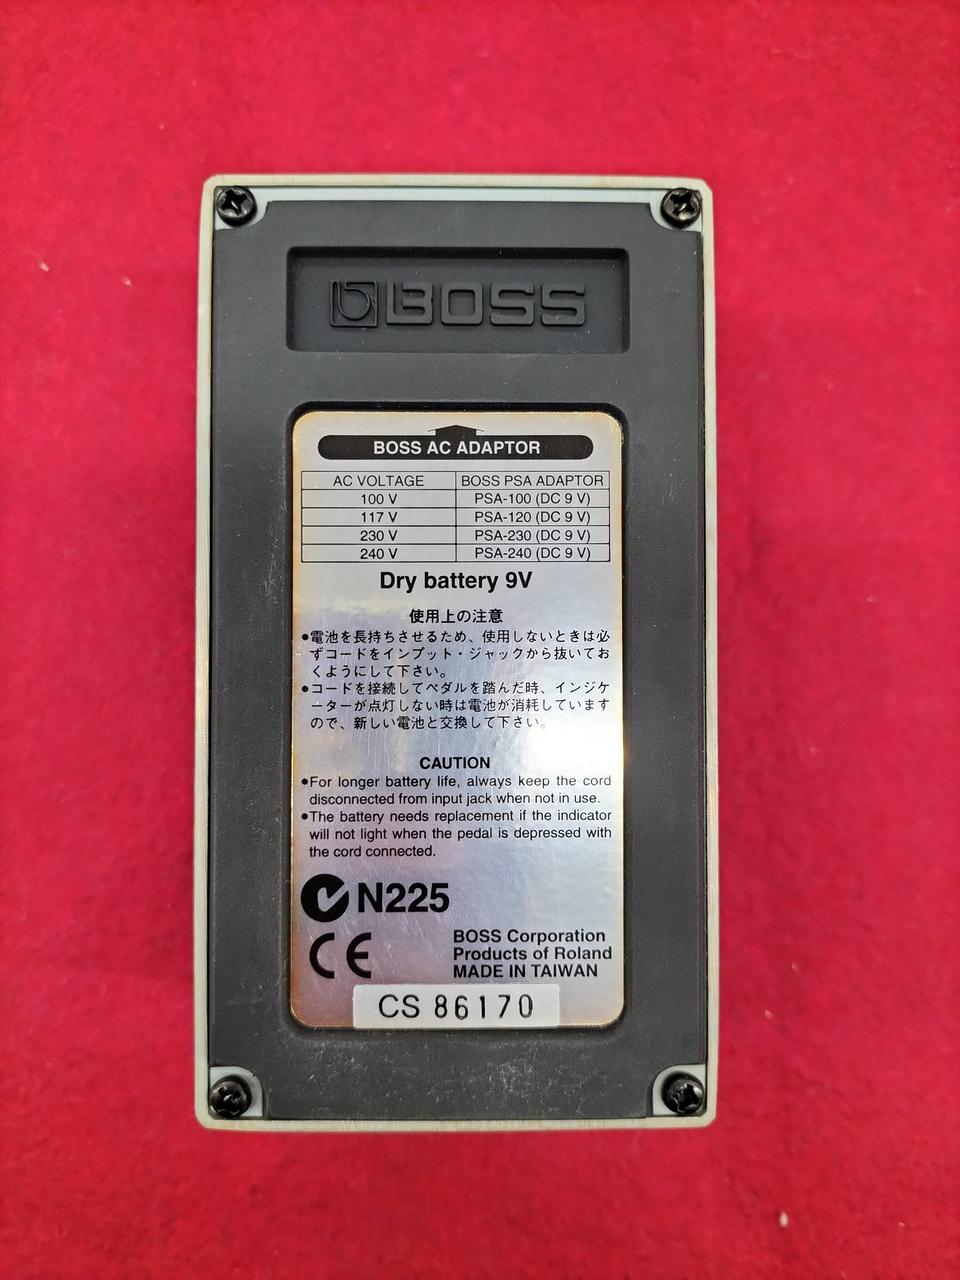 BOSS
BOSS AC ADAPTOR
AC VOLTAGE BOSS PSA ADAPTOR
100 V PSA-100 (DC 9 V)
117 V PSA-120 (DC 9 V)
230 V PSA-230 (DC 9 V)
240 V PSA-240 (DC 9 V)
Dry battery 9V
使用上の注意
●電池を長持ちさせるため、使用しないときは必
ずコードをインプット・ジャックから抜いてお
くようにして下さい。
●コードを接続してペダルを踏んだ時、インジケ
ーターが点灯しない時は電池が消耗しています
ので、新しい電池と交換して下さい。
CAUTION
●For longer battery life, always keep the cord
disconnected from input jack when not in use.
●The battery needs replacement if the indicator
will not light when the pedal is depressed with
the cord connected.
N225
CE
BOSS Corporation
Products of Roland
MADE IN TAIWAN
CS 86170